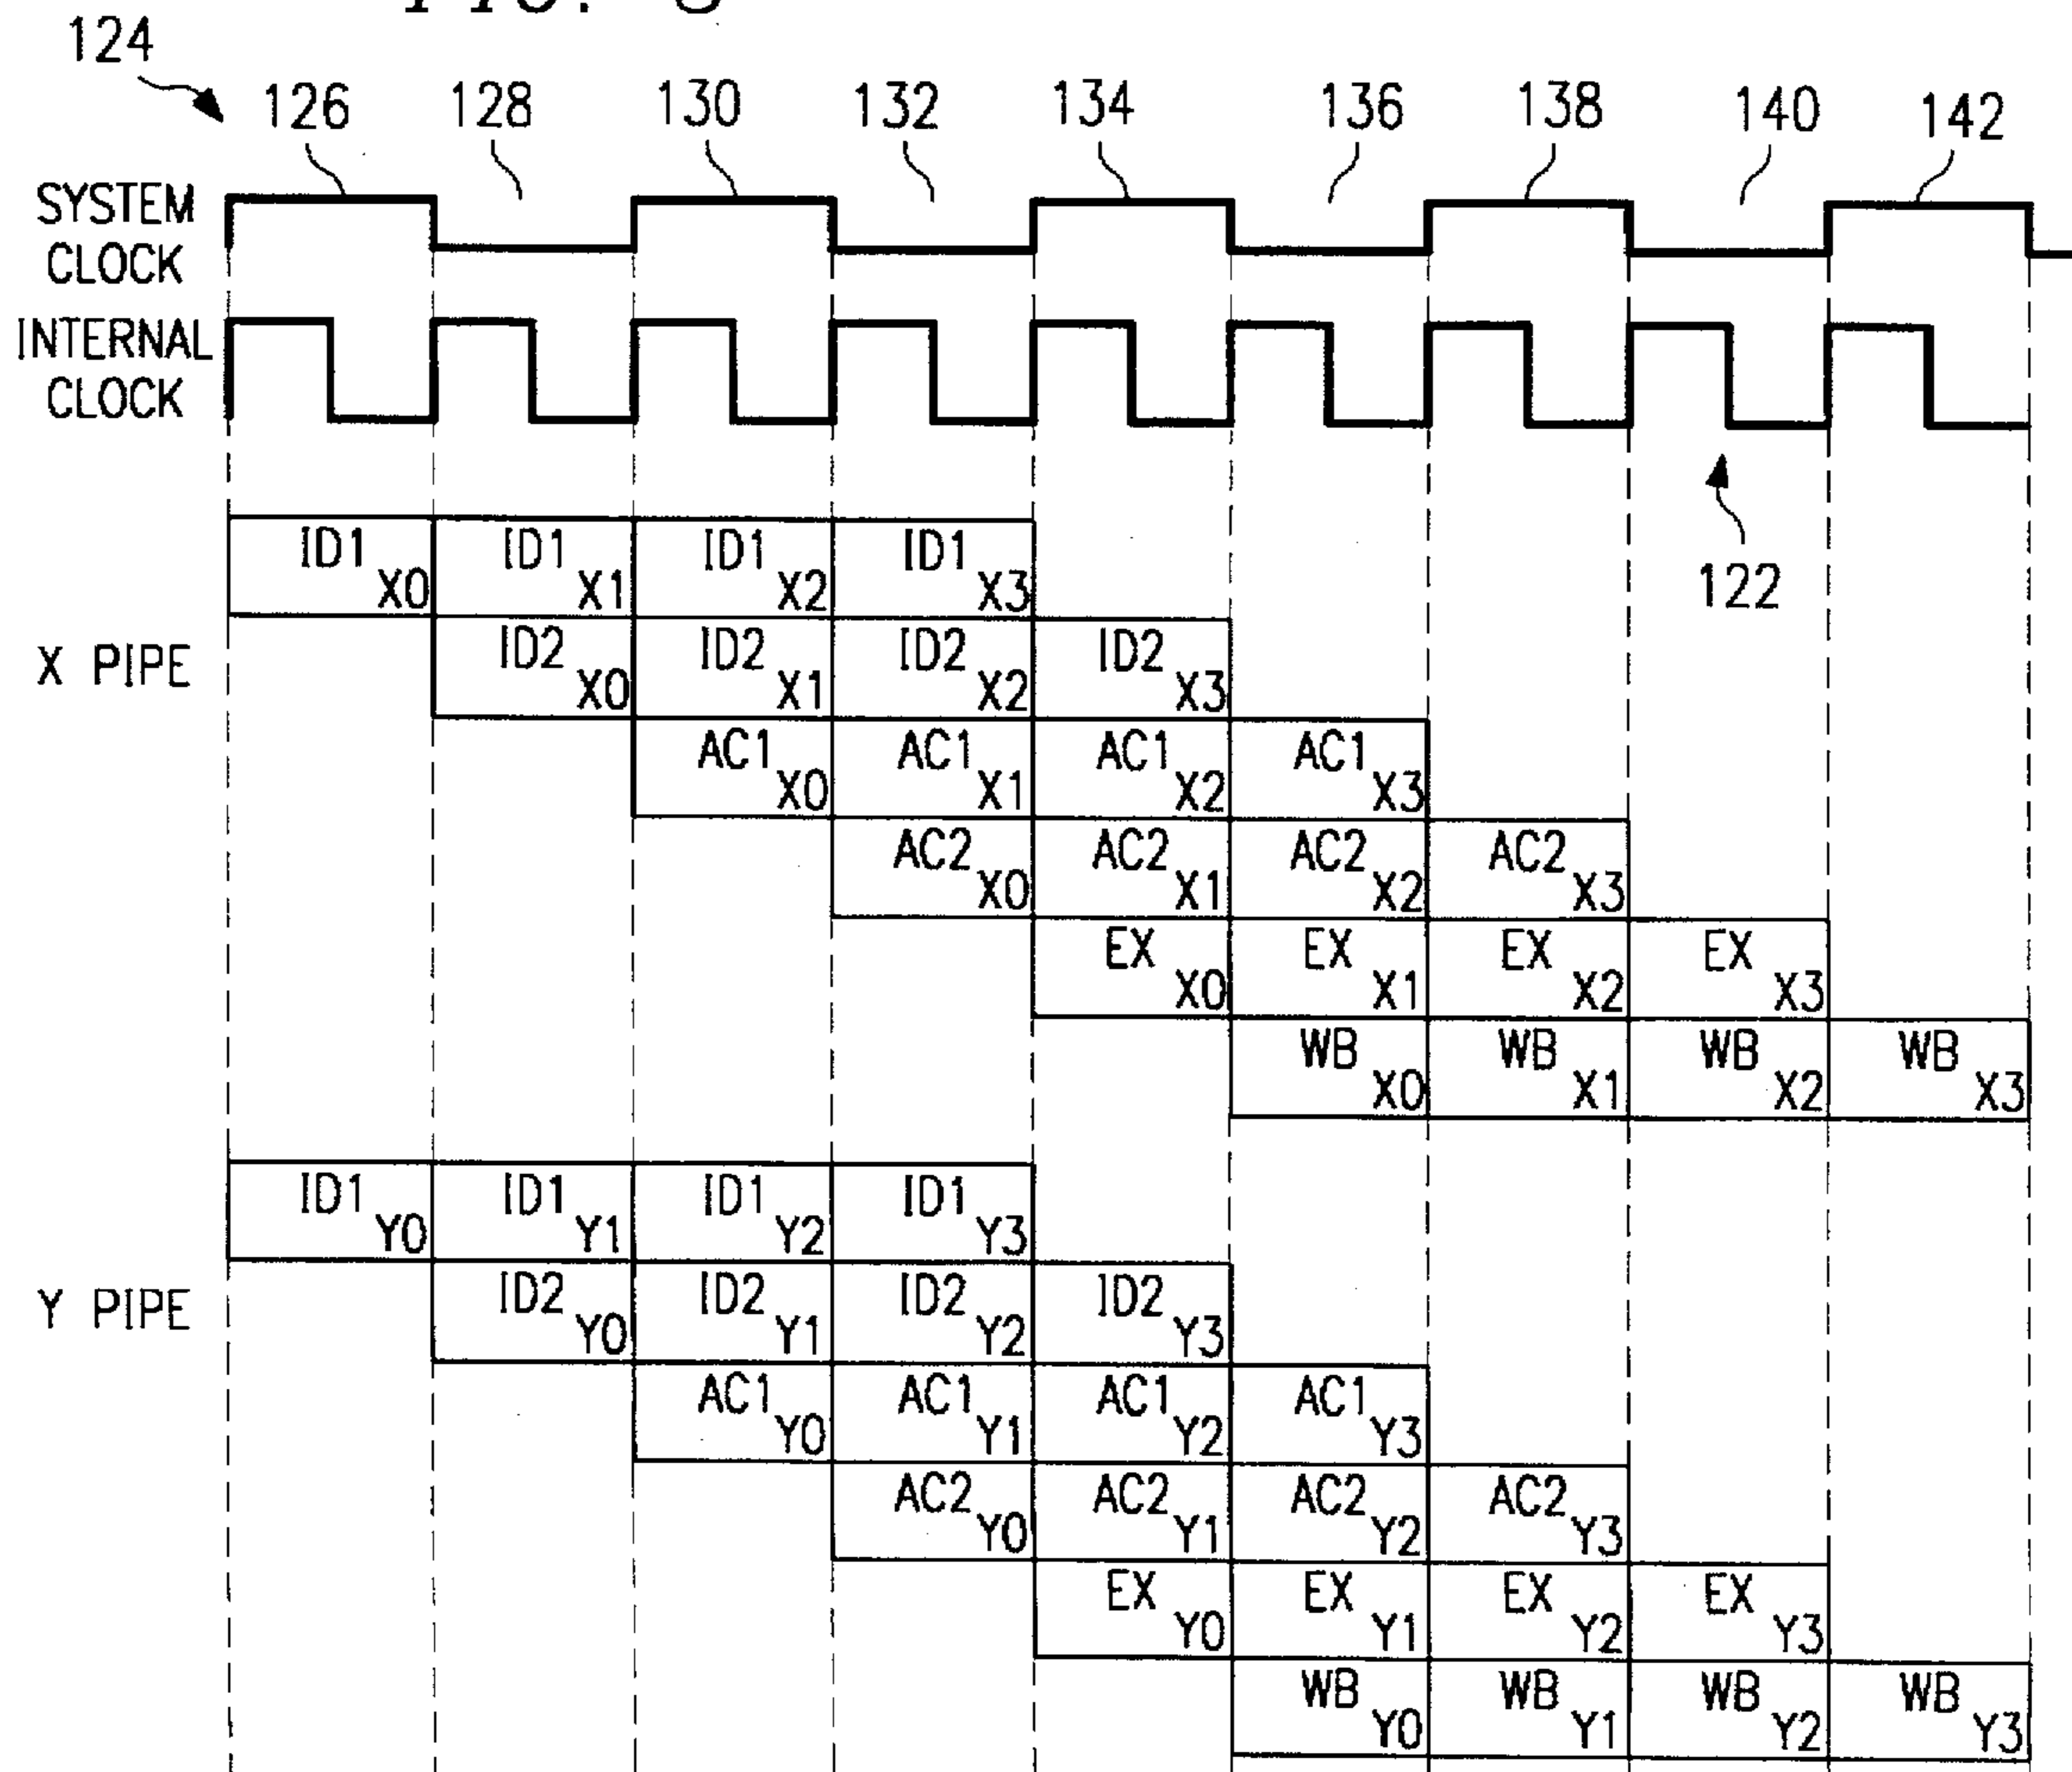 FIG. 3
124
126 128 130 132 134 136 138 140 142
SYSTEM
CLOCK
INTERNAL
CLOCK
122
X PIPE
ID1 X0 ID1 X1 ID1 X2 ID1 X3
ID2 X0 ID2 X1 ID2 X2 ID2 X3
AC1 X0 AC1 X1 AC1 X2 AC1 X3
AC2 X0 AC2 X1 AC2 X2 AC2 X3
EX X0 EX X1 EX X2 EX X3
WB X0 WB X1 WB X2 WB X3
Y PIPE
ID1 Y0 ID1 Y1 ID1 Y2 ID1 Y3
ID2 Y0 ID2 Y1 ID2 Y2 ID2 Y3
AC1 Y0 AC1 Y1 AC1 Y2 AC1 Y3
AC2 Y0 AC2 Y1 AC2 Y2 AC2 Y3
EX Y0 EX Y1 EX Y2 EX Y3
WB Y0 WB Y1 WB Y2 WB Y3